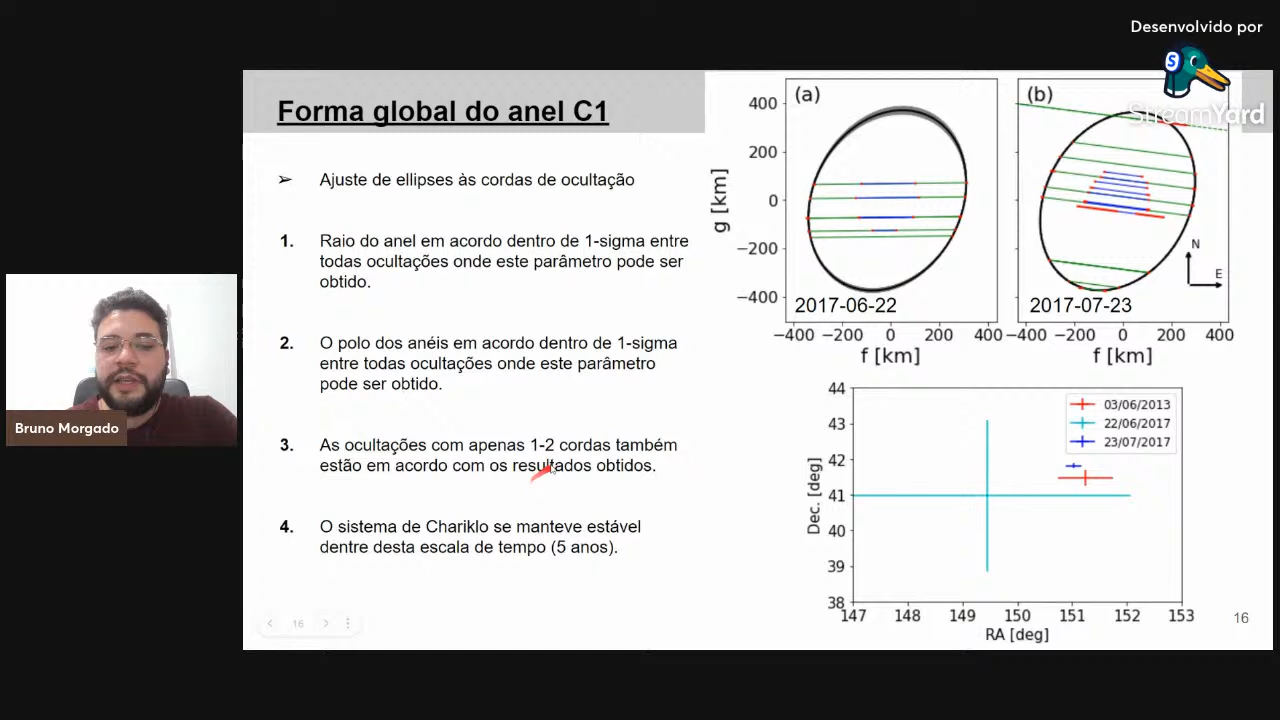 Desenvolvido por
S
StreamYard
Forma global do anel C1
➢ Ajuste de ellipses às cordas de ocultação
1. Raio do anel em acordo dentro de 1-sigma entre
todas ocultações onde este parâmetro pode ser
obtido.
2. O polo dos anéis em acordo dentro de 1-sigma
entre todas ocultações onde este parâmetro
pode ser obtido.
3. As ocultações com apenas 1-2 cordas também
estão em acordo com os resultados obtidos.
4. O sistema de Chariklo se manteve estável
dentre desta escala de tempo (5 anos).
16
Bruno Morgado
(a)
400
200
0
−200
−400
g [km]
2017-06-22
−400 −200 0 200 400
f [km]
(b)
N
E
2017-07-23
−400 −200 0 200 400
f [km]
44
43
42
41
40
39
38
Dec. [deg]
03/06/2013
22/06/2017
23/07/2017
147 148 149 150 151 152 153
RA [deg]
16